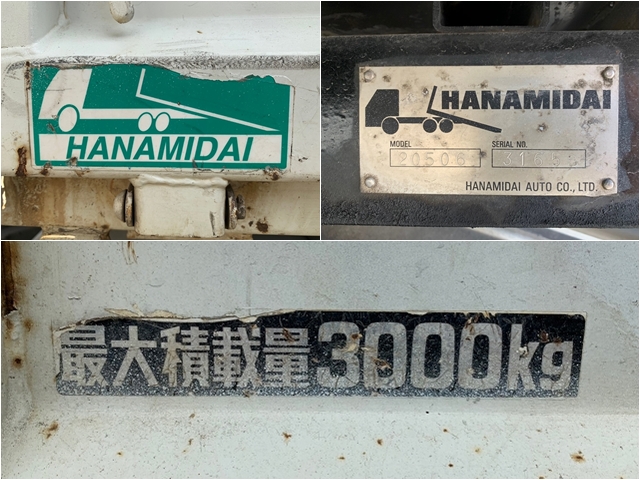 HANAMIDAI
HANAMIDAI
MODEL SERIAL NO.
20506
HANAMIDAI AUTO CO., LTD.
最大積載量3000kg